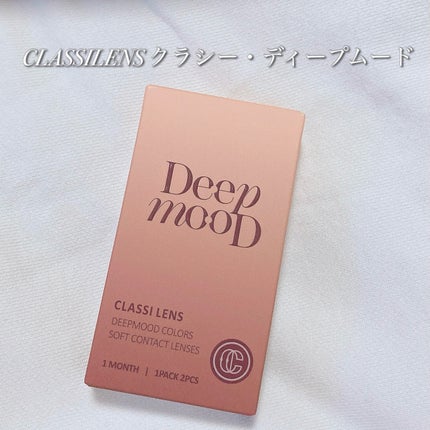 CLASSILENS クラシー・ディープムード
Deep
mooD
CLASSI LENS
DEEPMOOD COLORS
SOFT CONTACT LENSES
1 MONTH | 1PACK 2PCS
CC